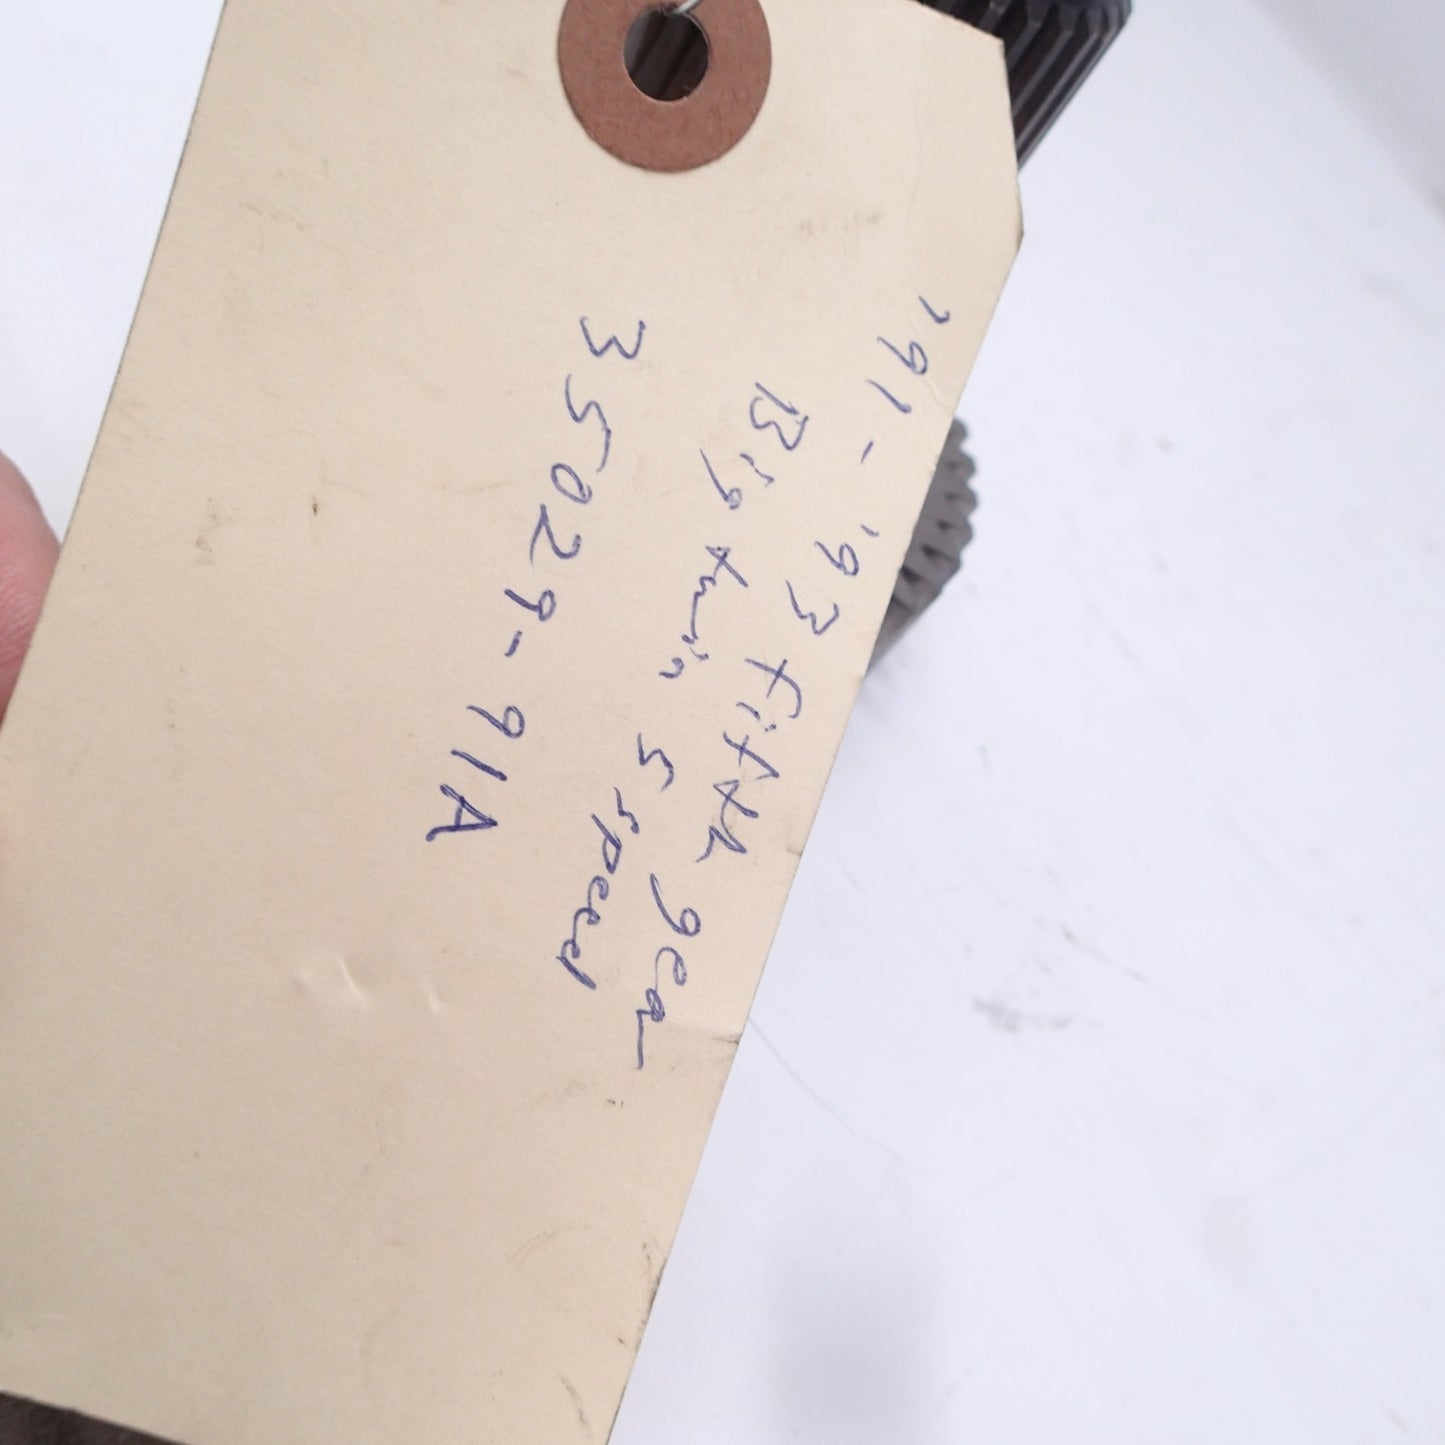 '91 - '93 Fifth gear
Big twin 5 speed
35029-91A